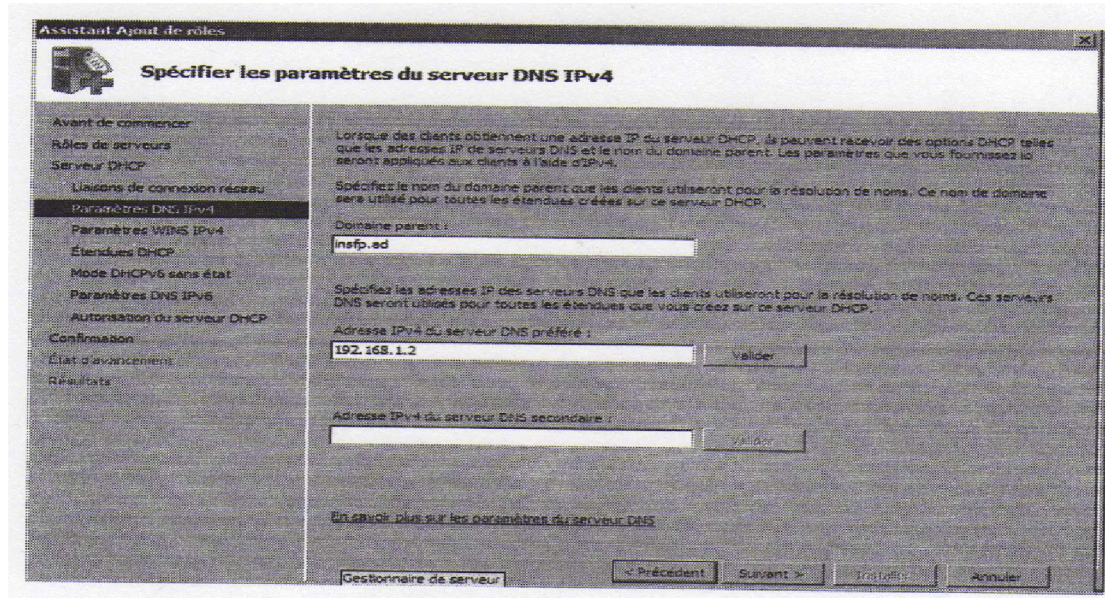 Assistant Ajout de rôles
Spécifier les paramètres du serveur DNS IPv4
Avant de commencer
Rôles de serveurs
Serveur DHCP
Liaisons de connexion réseau
Paramètres DNS IPv4
Paramètres WINS IPv4
Étendues DHCP
Mode DHCPv6 sans état
Paramètres DNS IPv6
Autorisation du serveur DHCP
Confirmation
État d'avancement
Résultats
Lorsque des clients obtiennent une adresse IP du serveur DHCP, ils peuvent recevoir des options DHCP telles
que les adresses IP de serveurs DNS et le nom du domaine parent. Les paramètres que vous fournissez ici
seront appliqués aux clients à l'aide d'IPv4.
Spécifiez le nom du domaine parent que les clients utiliseront pour la résolution de noms. Ce nom de domaine
sera utilisé pour toutes les étendues créées sur ce serveur DHCP.
Domaine parent :
insfp.ad
Spécifiez les adresses IP des serveurs DNS que les clients utiliseront pour la résolution de noms. Ces serveurs
DNS seront utilisés pour toutes les étendues que vous créez sur ce serveur DHCP.
Adresse IPv4 du serveur DNS préféré :
192.168.1.2
Valider
Adresse IPv4 du serveur DNS secondaire :
Valider
En savoir plus sur les paramètres du serveur DNS
Gestionnaire de serveur
< Précédent
Suivant >
Installer
Annuler